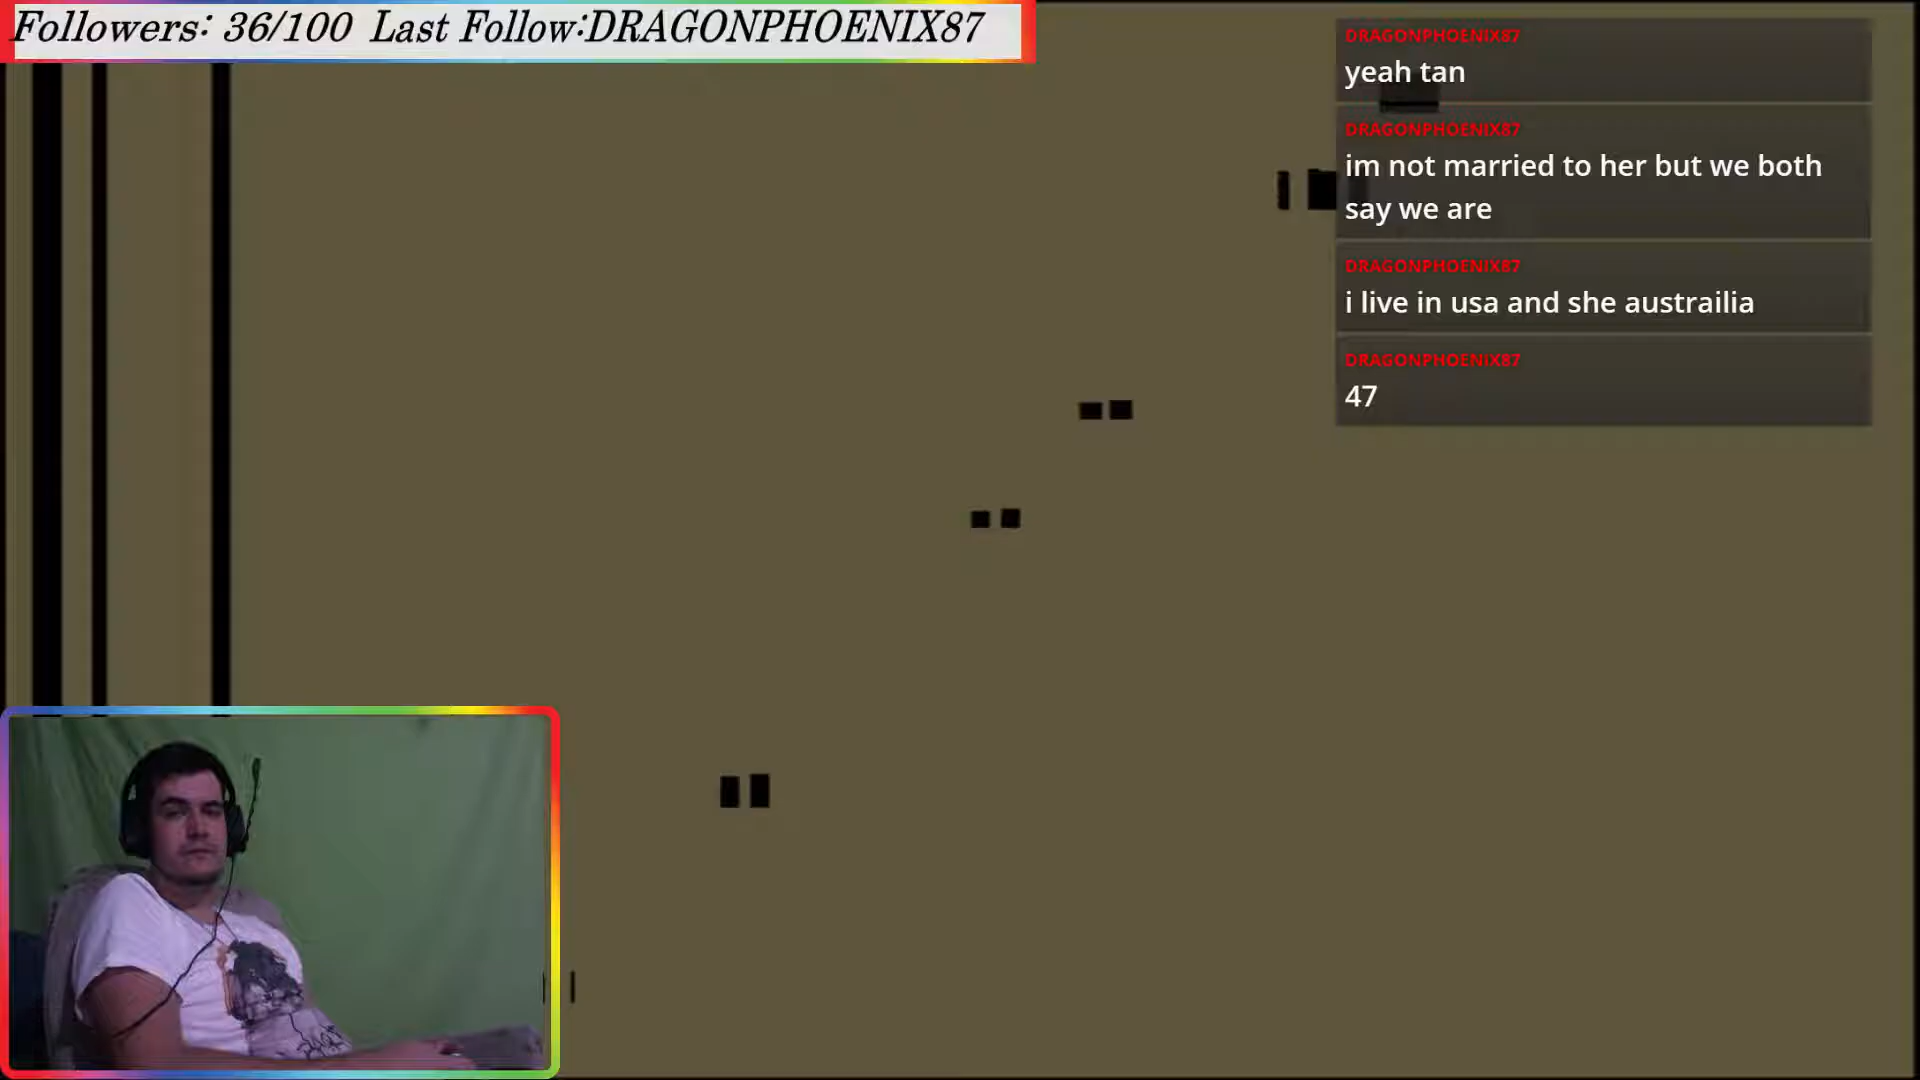 Followers: 36/100 Last Follow:DRAGONPHOENIX87
DRAGONPHOENIX87
yeah tan
DRAGONPHOENIX87
im not married to her but we both
say we are
DRAGONPHOENIX87
i live in usa and she austrailia
DRAGONPHOENIX87
47